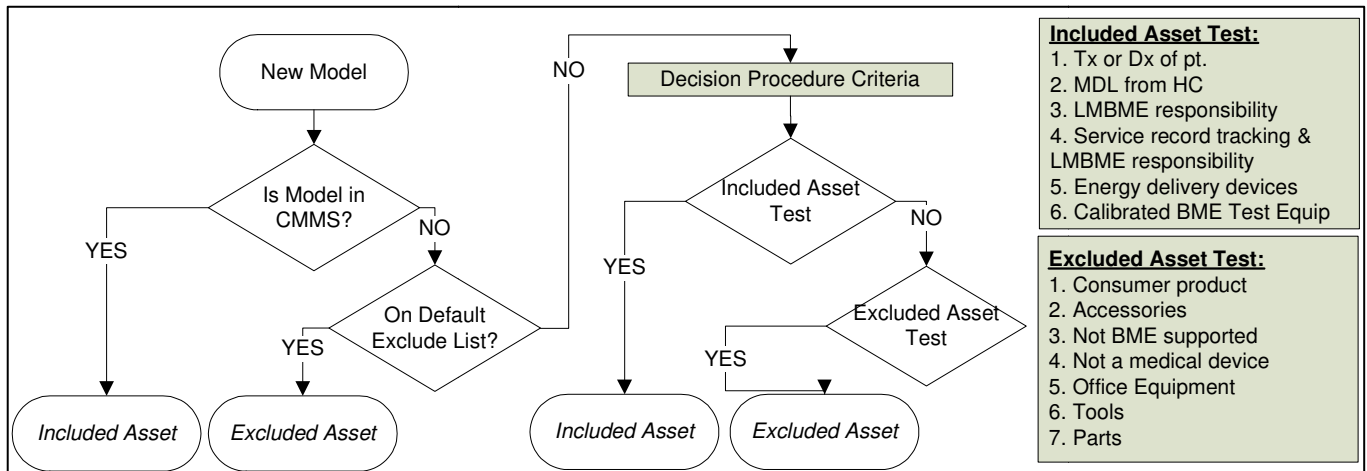 New Model
Is Model in
CMMS?
YES
NO
On Default
Exclude List?
YES
NO
Included Asset
Excluded Asset
Decision Procedure Criteria
Included Asset
Test
YES
NO
Excluded Asset
Test
YES
Included Asset
Excluded Asset
Included Asset Test:
1. Tx or Dx of pt.
2. MDL from HC
3. LMBME responsibility
4. Service record tracking &
LMBME responsibility
5. Energy delivery devices
6. Calibrated BME Test Equip
Excluded Asset Test:
1. Consumer product
2. Accessories
3. Not BME supported
4. Not a medical device
5. Office Equipment
6. Tools
7. Parts